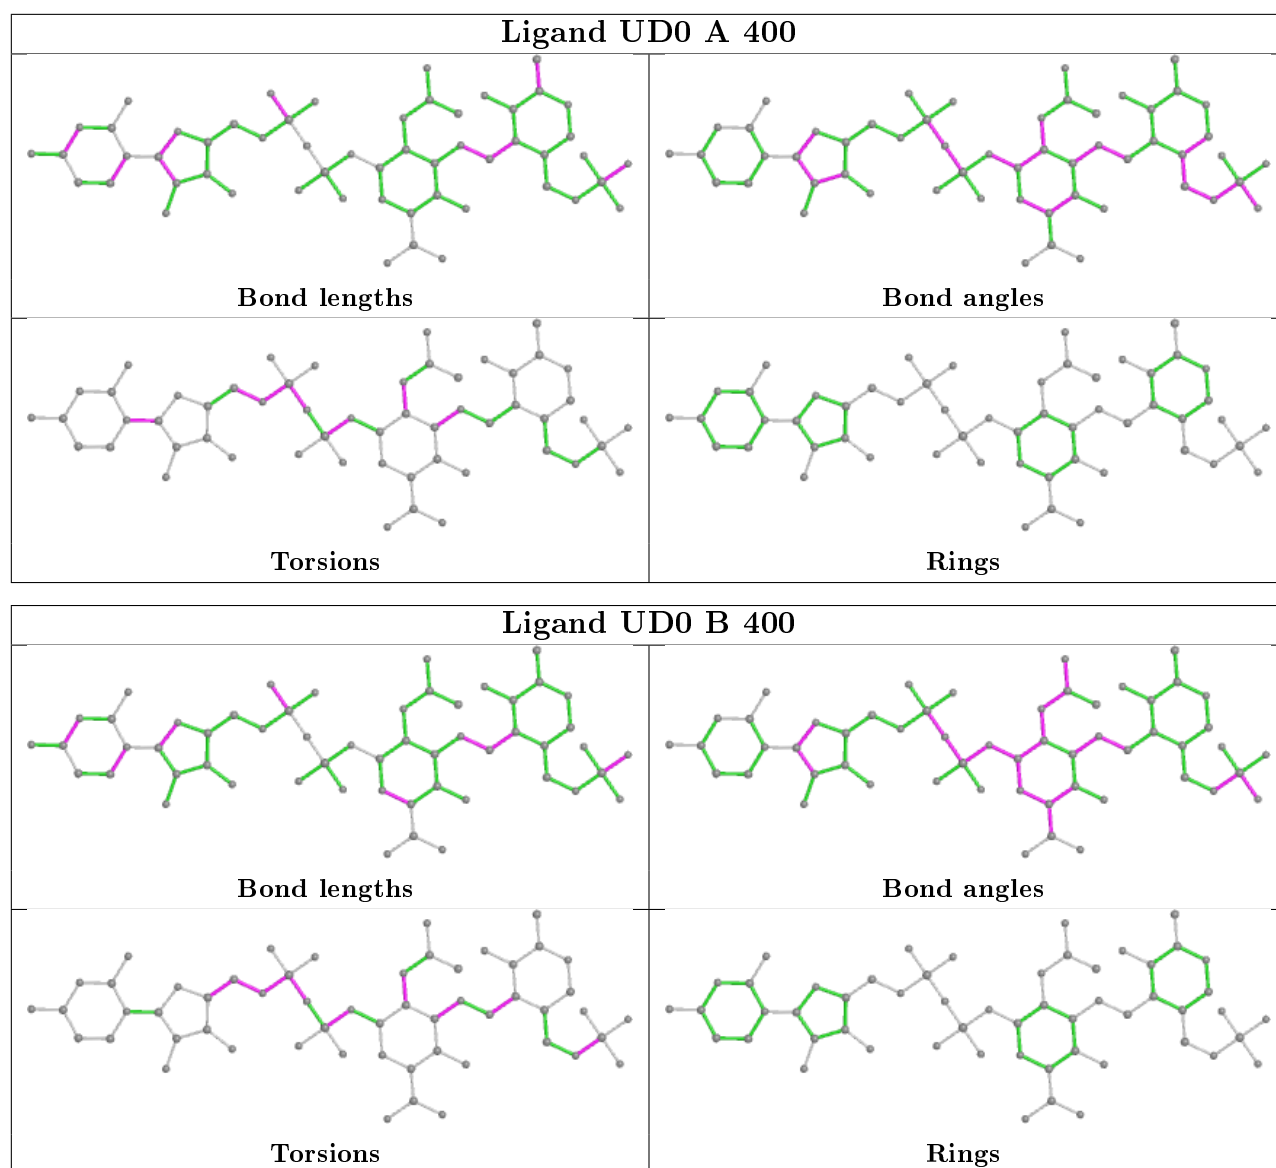 Ligand UD0 A 400
Bond lengths
Bond angles
Torsions
Rings
Ligand UD0 B 400
Bond lengths
Bond angles
Torsions
Rings